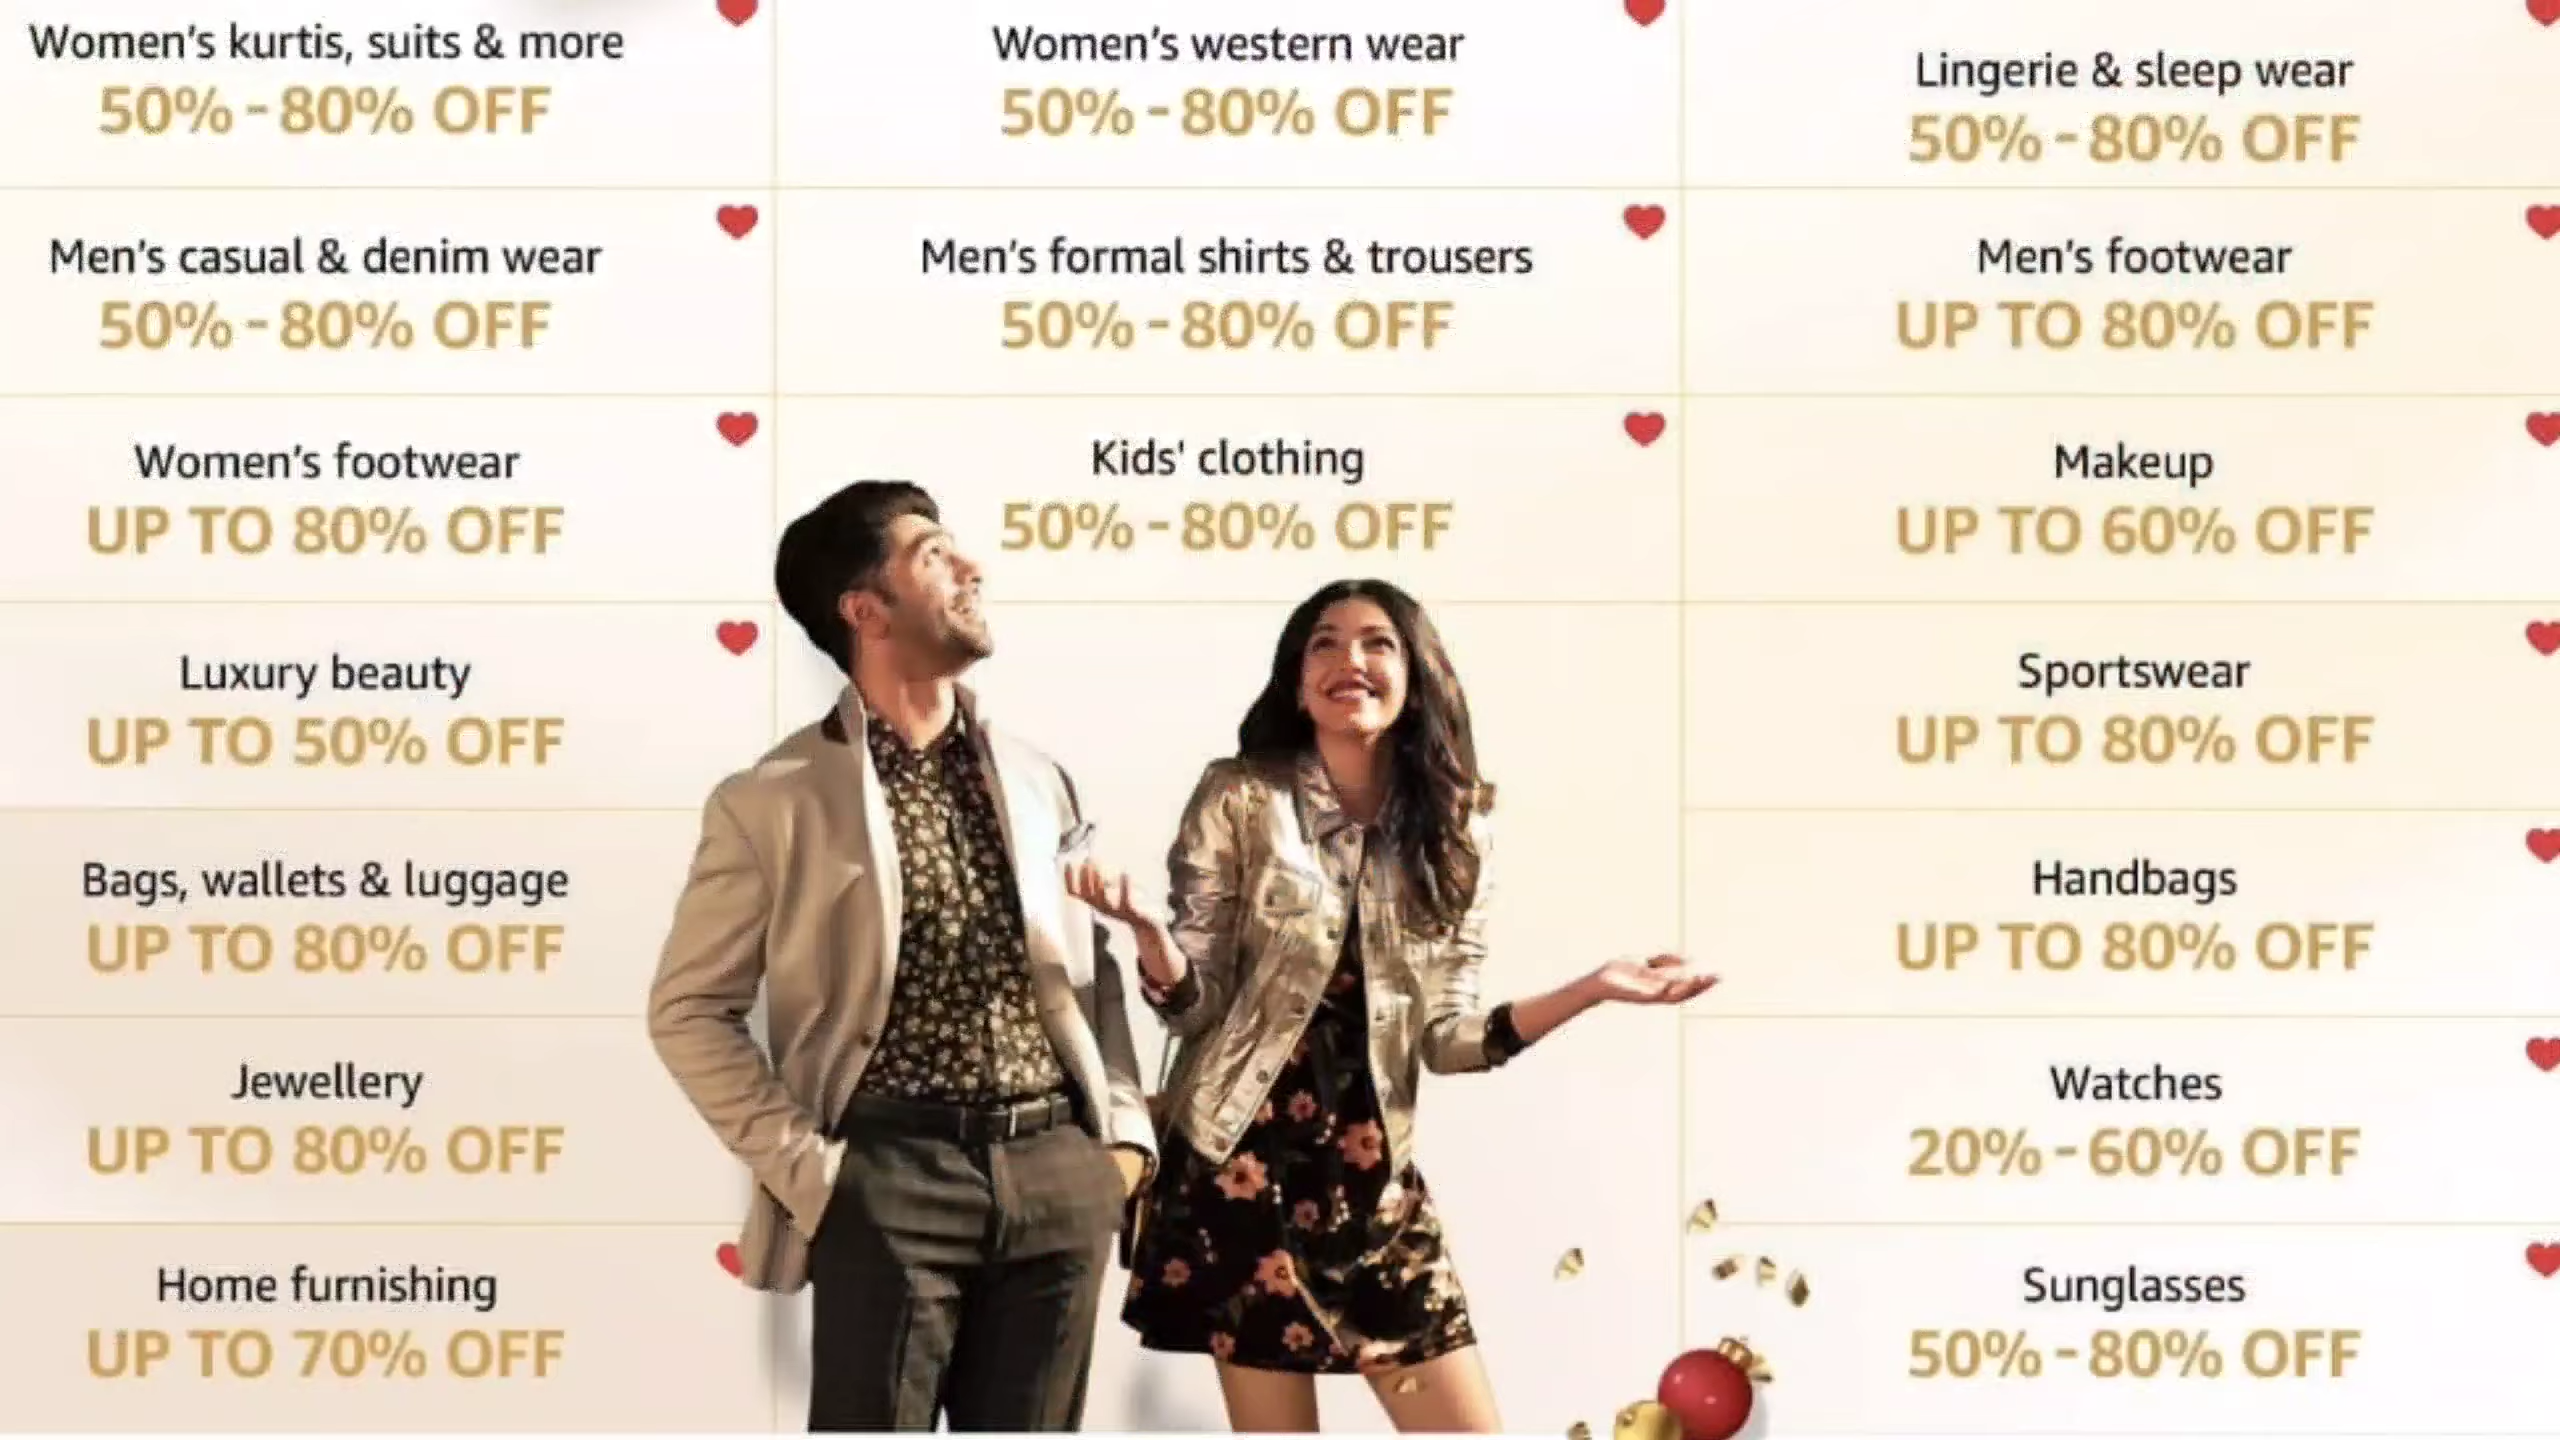 Women's kurtis, suits & more
50% - 80% OFF
Women's western wear
50% - 80% OFF
Lingerie & sleep wear
50% - 80% OFF
Men's casual & denim wear
50% - 80% OFF
Men's formal shirts & trousers
50% - 80% OFF
Men's footwear
UP TO 80% OFF
Women's footwear
UP TO 80% OFF
Kids' clothing
50% - 80% OFF
Makeup
UP TO 60% OFF
Luxury beauty
UP TO 50% OFF
Sportswear
UP TO 80% OFF
Bags, wallets & luggage
UP TO 80% OFF
Handbags
UP TO 80% OFF
Jewellery
UP TO 80% OFF
Watches
20% - 60% OFF
Home furnishing
UP TO 70% OFF
Sunglasses
50% - 80% OFF